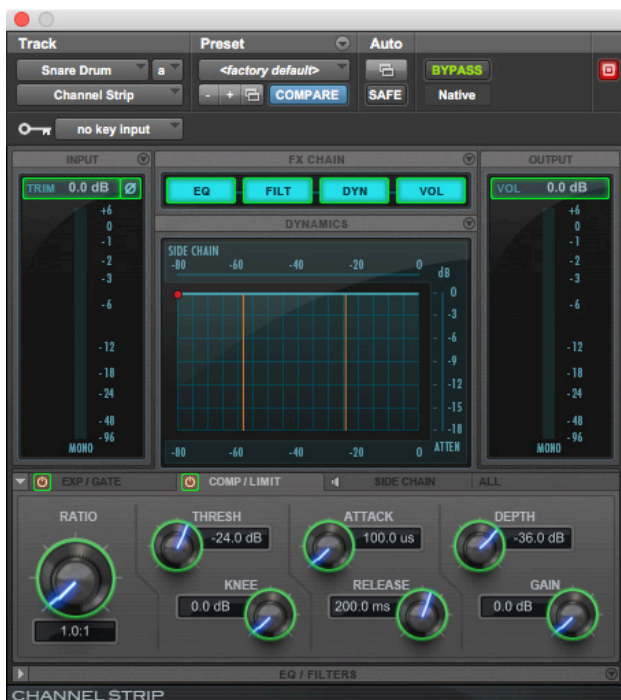 Track Preset Auto
Snare Drum a <factory default> BYPASS
Channel Strip - + COMPARE SAFE Native
no key input
INPUT FX CHAIN OUTPUT
TRIM 0.0 dB Ø EQ FILT DYN VOL VOL 0.0 dB
DYNAMICS
+6
0
-1
-2
-3
-6
-12
-18
-24
-48
-96
MONO
SIDE CHAIN
-80 -60 -40 -20 0 dB
0
-3
-6
-9
-12
-15
-18
-80 -60 -40 -20 0 ATTEN
+6
0
-1
-2
-3
-6
-12
-18
-24
-48
-96
MONO
EXP / GATE COMP / LIMIT SIDE CHAIN ALL
RATIO THRESH ATTACK DEPTH
-24.0 dB 100.0 us -36.0 dB
KNEE RELEASE GAIN
0.0 dB 200.0 ms 0.0 dB
1.0:1
EQ / FILTERS
CHANNEL STRIP